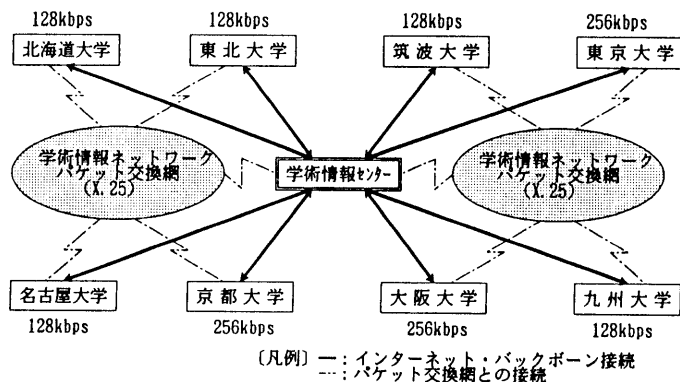 128kbps 128kbps 128kbps 256kbps
北海道大学 東北大学 筑波大学 東京大学
学術情報ネットワーク
パケット交換網
(X.25)
学術情報センター
学術情報ネットワーク
パケット交換網
(X.25)
名古屋大学 京都大学 大阪大学 九州大学
128kbps 256kbps 256kbps 128kbps
〔凡例〕 ー : インターネット・バックボーン接続
-·- : パケット交換網との接続